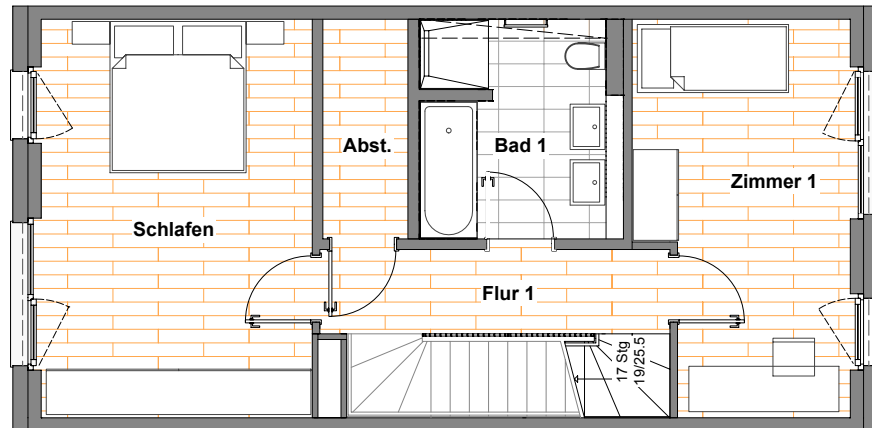 Abst.
Bad 1
Zimmer 1
Schlafen
Flur 1
17 Stg
19/25.5